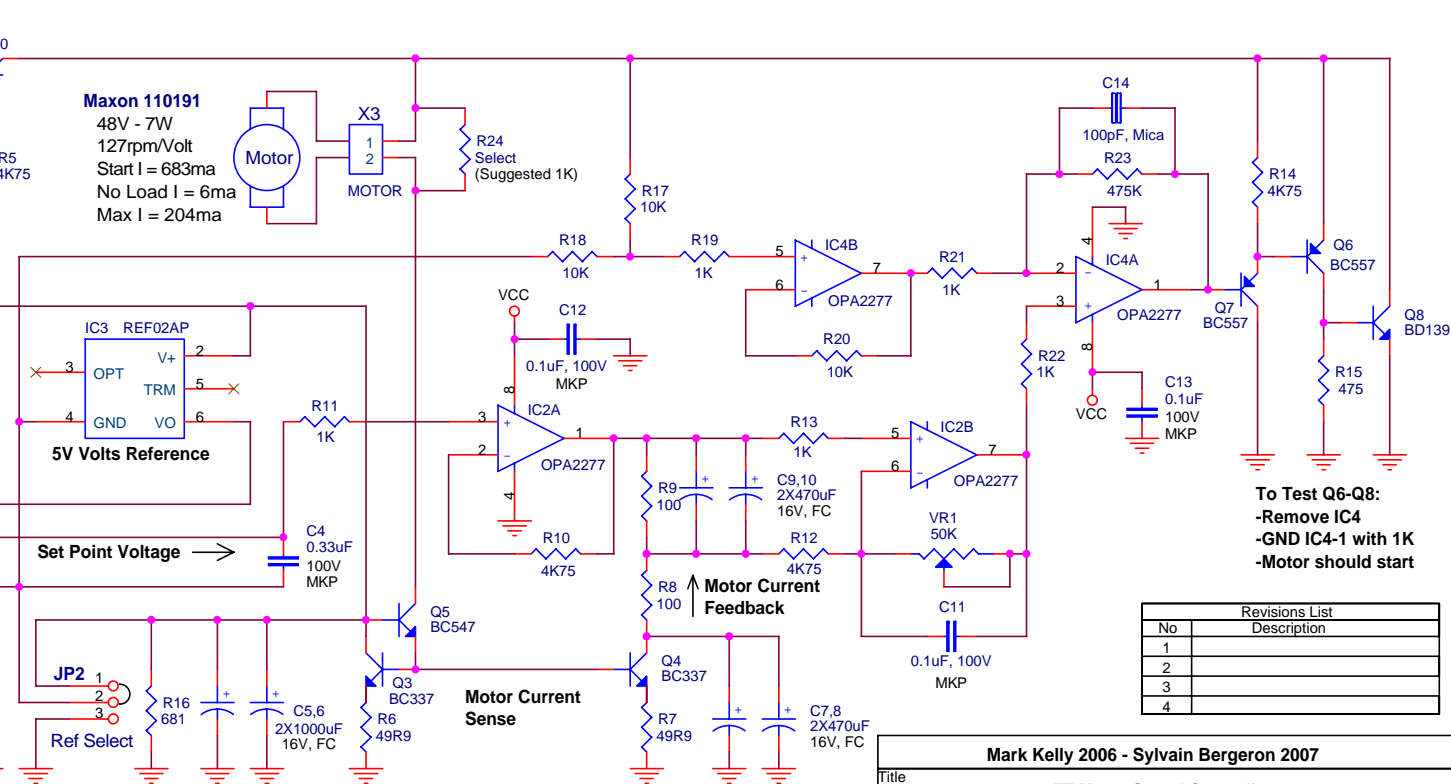 0
Maxon 110191
48V - 7W
127rpm/Volt
Start I = 683ma
No Load I = 6ma
Max I = 204ma
R5
4K75
Motor
X3
1
2
MOTOR
R24
Select
(Suggested 1K)
R17
10K
R18
10K
R19
1K
5
6
7
IC4B
OPA2277
R20
10K
R21
1K
C14
100pF, Mica
R23
475K
4
IC4A
2
3
1
OPA2277
8
R22
1K
VCC
C13
0.1uF
100V
MKP
R14
4K75
Q6
BC557
Q7
BC557
Q8
BD139
R15
475
IC3 REF02AP
V+
2
3
OPT
TRM
5
4
GND
VO
6
5V Volts Reference
VCC
C12
0.1uF, 100V
MKP
R11
1K
8
IC2A
3
2
1
OPA2277
4
R10
4K75
R9
100
C9,10
2X470uF
16V, FC
R13
1K
5
6
7
IC2B
OPA2277
VR1
50K
R12
4K75
C11
0.1uF, 100V
MKP
Set Point Voltage
C4
0.33uF
100V
MKP
R8
100
Motor Current
Feedback
Q5
BC547
Q3
BC337
Q4
BC337
Motor Current
Sense
JP2
1
2
3
Ref Select
R16
681
C5,6
2X1000uF
16V, FC
R6
49R9
R7
49R9
C7,8
2X470uF
16V, FC
To Test Q6-Q8:
-Remove IC4
-GND IC4-1 with 1K
-Motor should start
Revisions List
No Description
1
2
3
4
Mark Kelly 2006 - Sylvain Bergeron 2007
Title